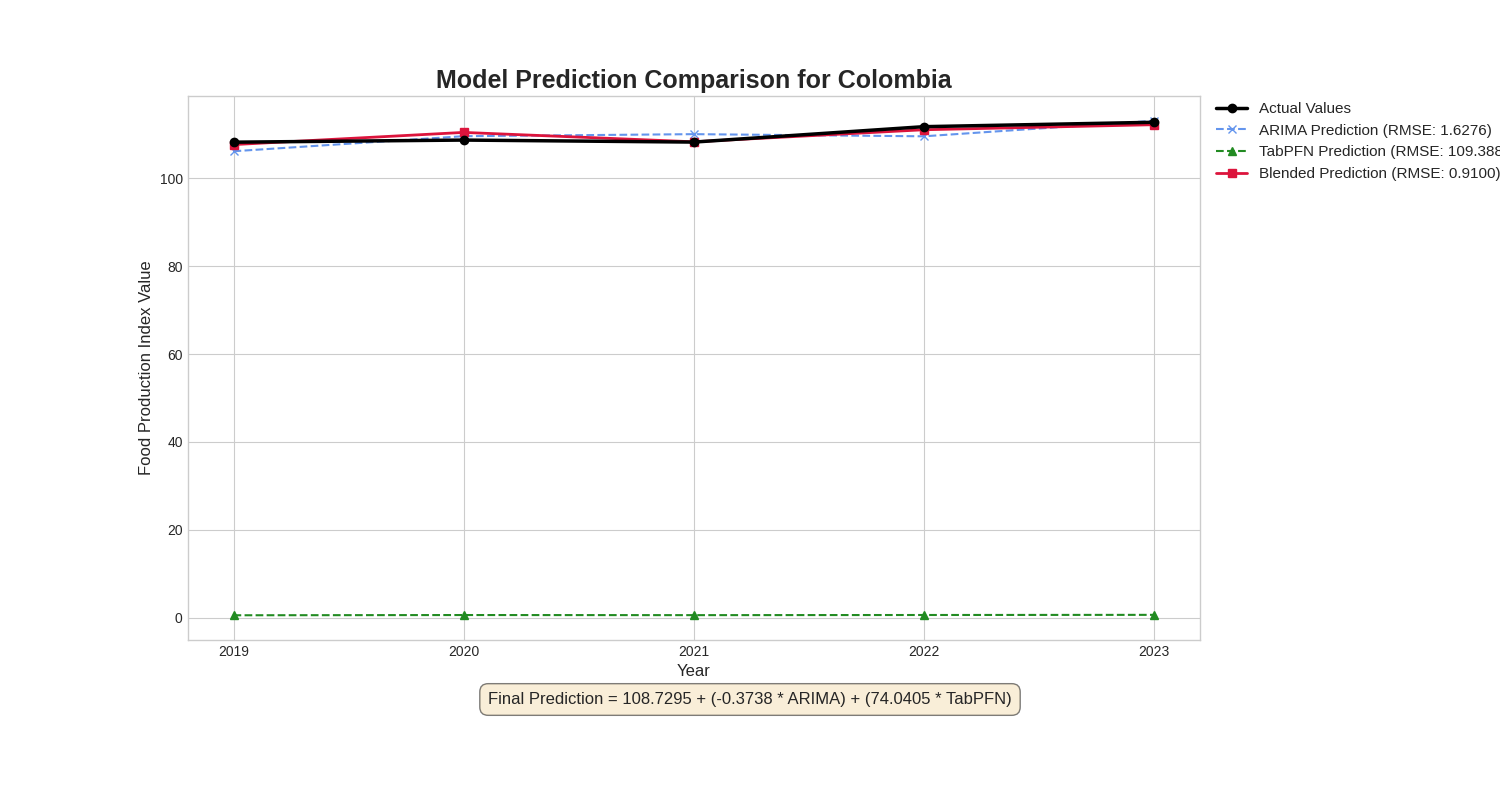 Model Prediction Comparison for Colombia
Actual Values
ARIMA Prediction (RMSE: 1.6276)
TabPFN Prediction (RMSE: 109.388
Blended Prediction (RMSE: 0.9100)
Food Production Index Value
100
80
60
40
20
0
2019 2020 2021 2022 2023
Year
Final Prediction = 108.7295 + (-0.3738 * ARIMA) + (74.0405 * TabPFN)